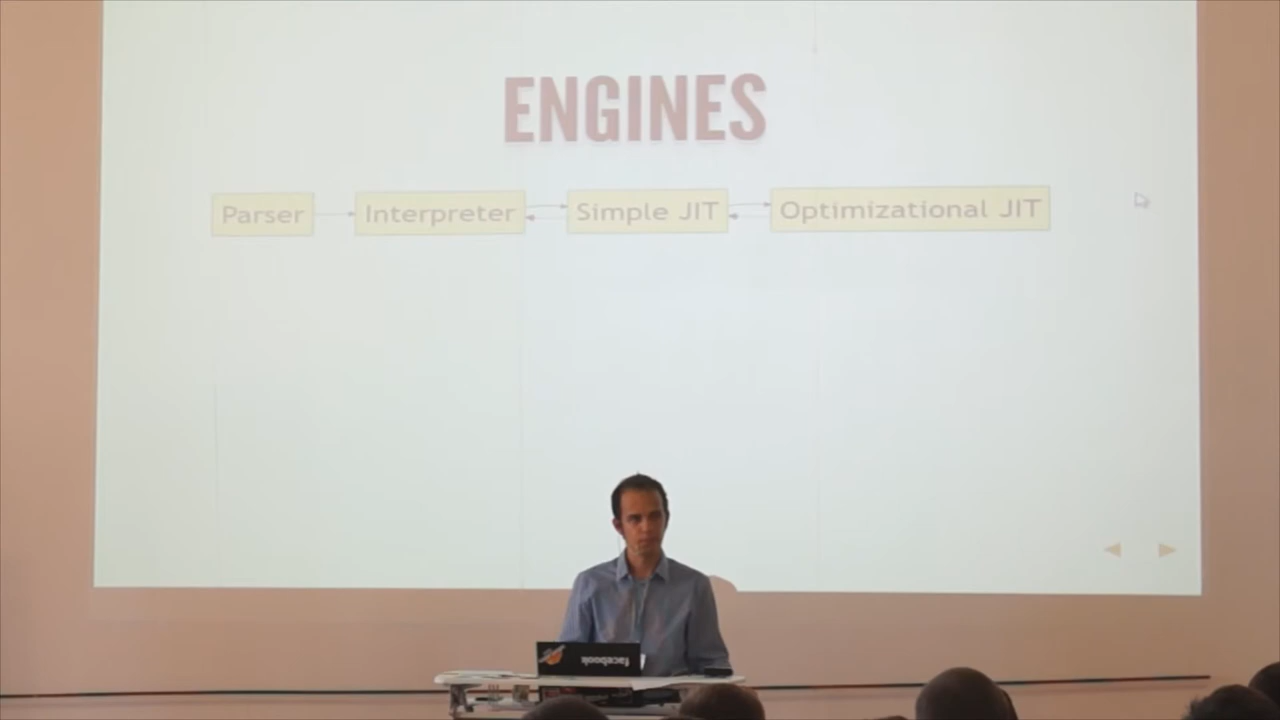 ENGINES
Parser
Interpreter
Simple JIT
Optimizational JIT
facebook